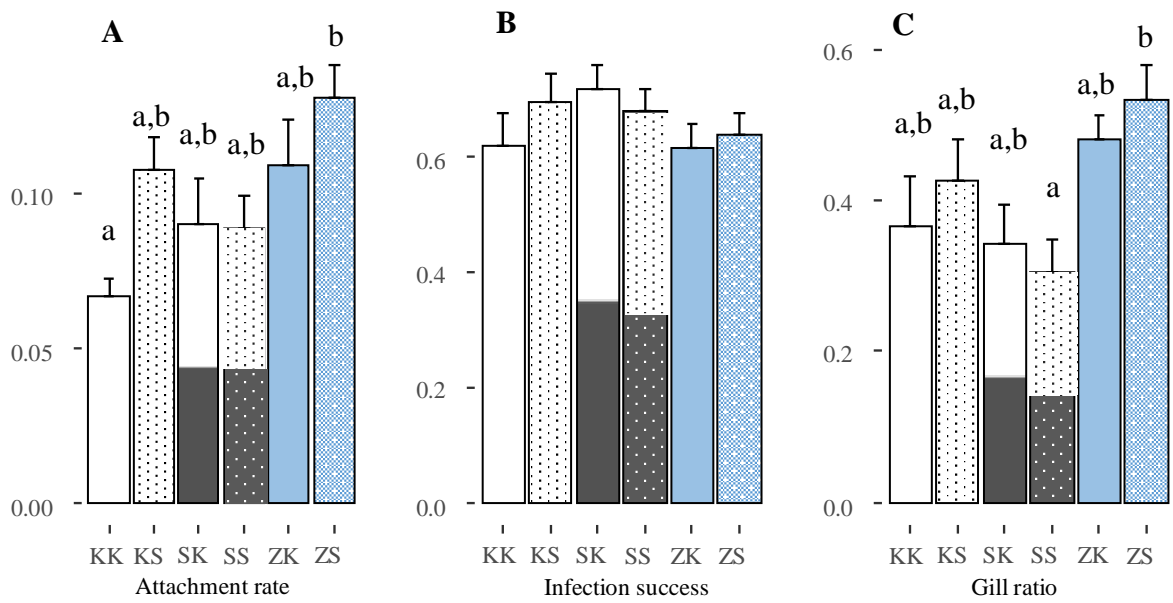 A
b
a,b
a,b
a,b
a,b
a
0.10
0.05
0.00
KK KS SK SS ZK ZS
Attachment rate
B
0.6
0.4
0.2
0.0
KK KS SK SS ZK ZS
Infection success
C
b
a,b
a,b
a,b
a,b
a
0.6
0.4
0.2
0.0
KK KS SK SS ZK ZS
Gill ratio